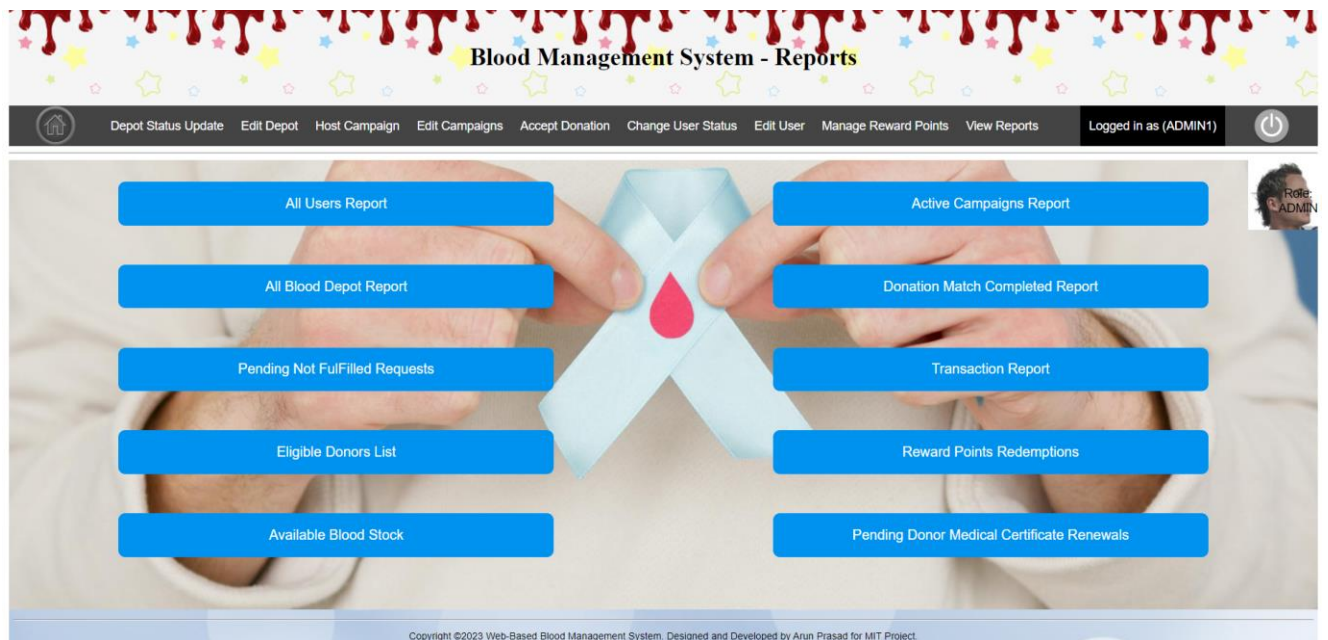 Blood Management System - Reports
Depot Status Update Edit Depot Host Campaign Edit Campaigns Accept Donation Change User Status Edit User Manage Reward Points View Reports Logged in as (ADMIN1)
Role:
ADMIN
All Users Report
Active Campaigns Report
All Blood Depot Report
Donation Match Completed Report
Pending Not FulFilled Requests
Transaction Report
Eligible Donors List
Reward Points Redemptions
Available Blood Stock
Pending Donor Medical Certificate Renewals
Copyright ©2023 Web-Based Blood Management System. Designed and Developed by Arun Prasad for MIT Project.